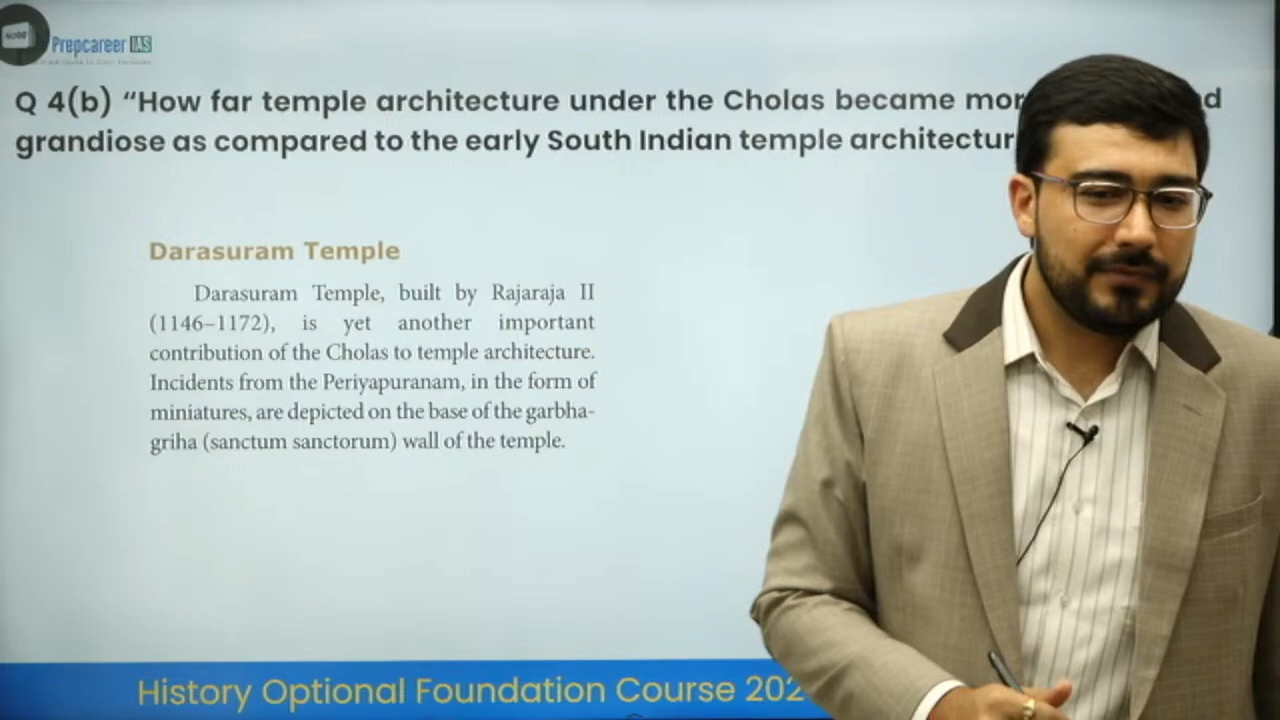 Prepcareer IAS
Q 4(b) “How far temple architecture under the Cholas became
grandiose as compared to the early South Indian temple
Darasuram Temple
Darasuram Temple, built by Rajaraja II
(1146–1172), is yet another important
contribution of the Cholas to temple architecture.
Incidents from the Periyapuranam, in the form of
miniatures, are depicted on the base of the garbha-
griha (sanctum sanctorum) wall of the temple.
History Optional Foundation Course